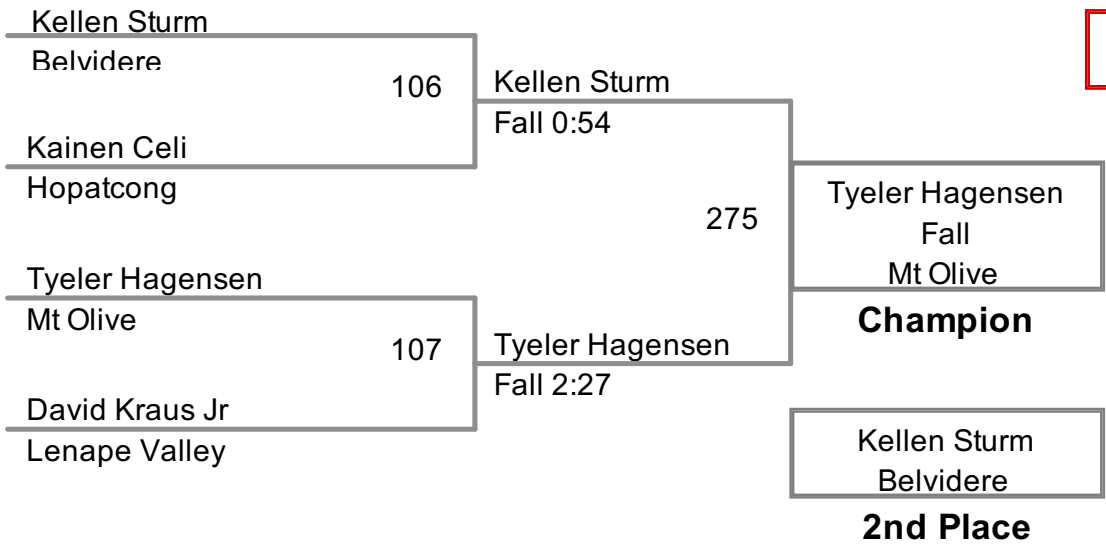 Kellen Sturm
Belvidere
106
Kellen Sturm
Fall 0:54
Kainen Celi
Hopatcong
275
Tyeler Hagensen
Fall
Mt Olive
Champion
Tyeler Hagensen
Mt Olive
107
Tyeler Hagensen
Fall 2:27
David Kraus Jr
Lenape Valley
Kellen Sturm
Belvidere
2nd Place